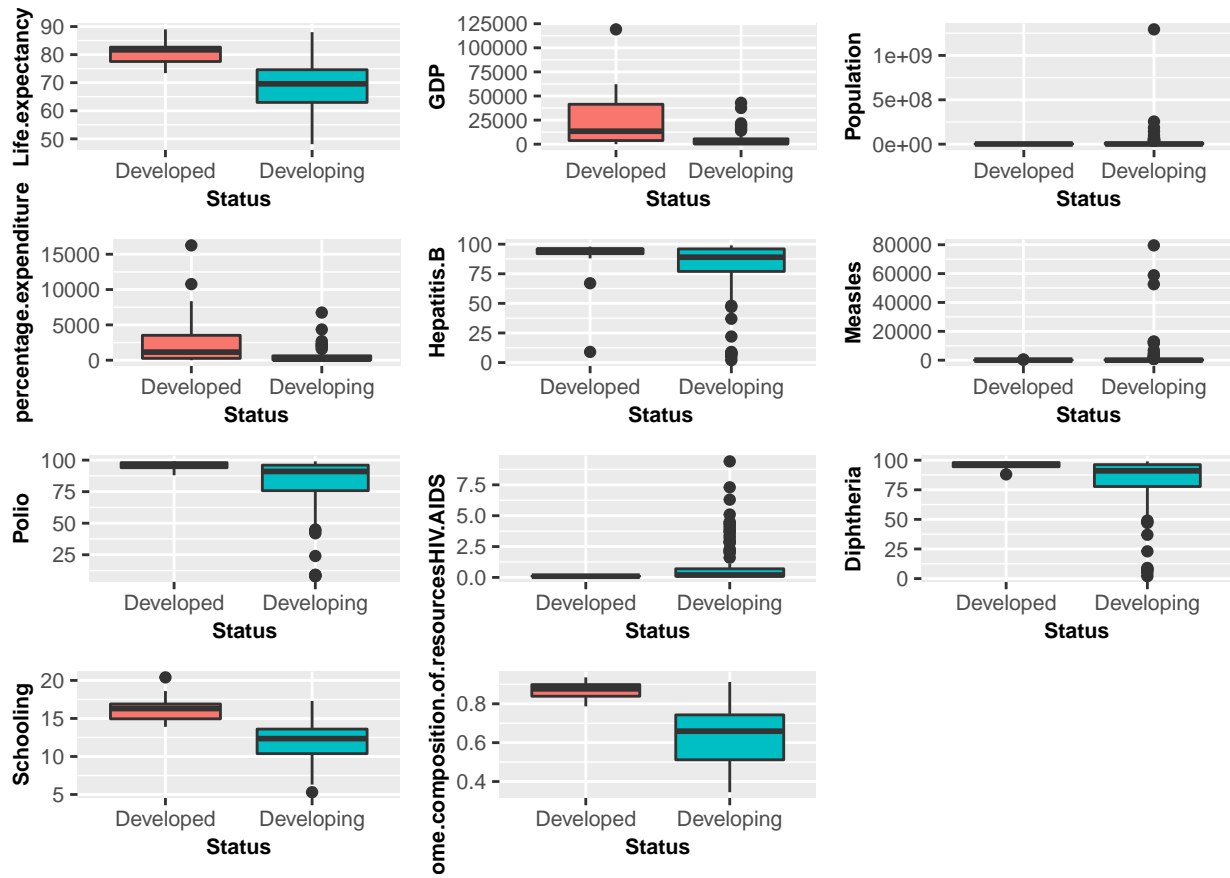 Life.expectancy
90
80
70
60
50
Developed Developing
Status
GDP
125000
100000
75000
50000
25000
0
Developed Developing
Status
Population
1e+09
5e+08
0e+00
Developed Developing
Status
percentage.expenditure
15000
10000
5000
0
Developed Developing
Status
Hepatitis.B
100
75
50
25
0
Developed Developing
Status
Measles
80000
60000
40000
20000
0
Developed Developing
Status
Polio
100
75
50
25
Developed Developing
Status
HIV.AIDS
7.5
5.0
2.5
0.0
Developed Developing
Status
Diphtheria
100
75
50
25
0
Developed Developing
Status
Schooling
20
15
10
5
Developed Developing
Status
ome.composition.of.resources
0.8
0.6
0.4
Developed Developing
Status